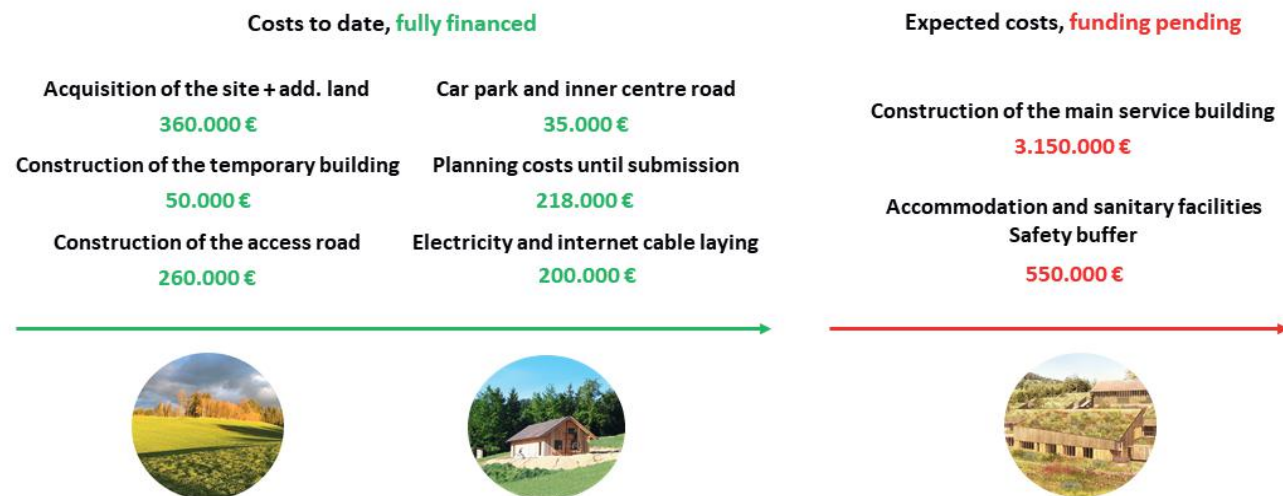 Costs to date, fully financed
Acquisition of the site + add. land
360.000 €
Construction of the temporary building
50.000 €
Construction of the access road
260.000 €
Car park and inner centre road
35.000 €
Planning costs until submission
218.000 €
Electricity and internet cable laying
200.000 €
Expected costs, funding pending
Construction of the main service building
3.150.000 €
Accommodation and sanitary facilities
Safety buffer
550.000 €